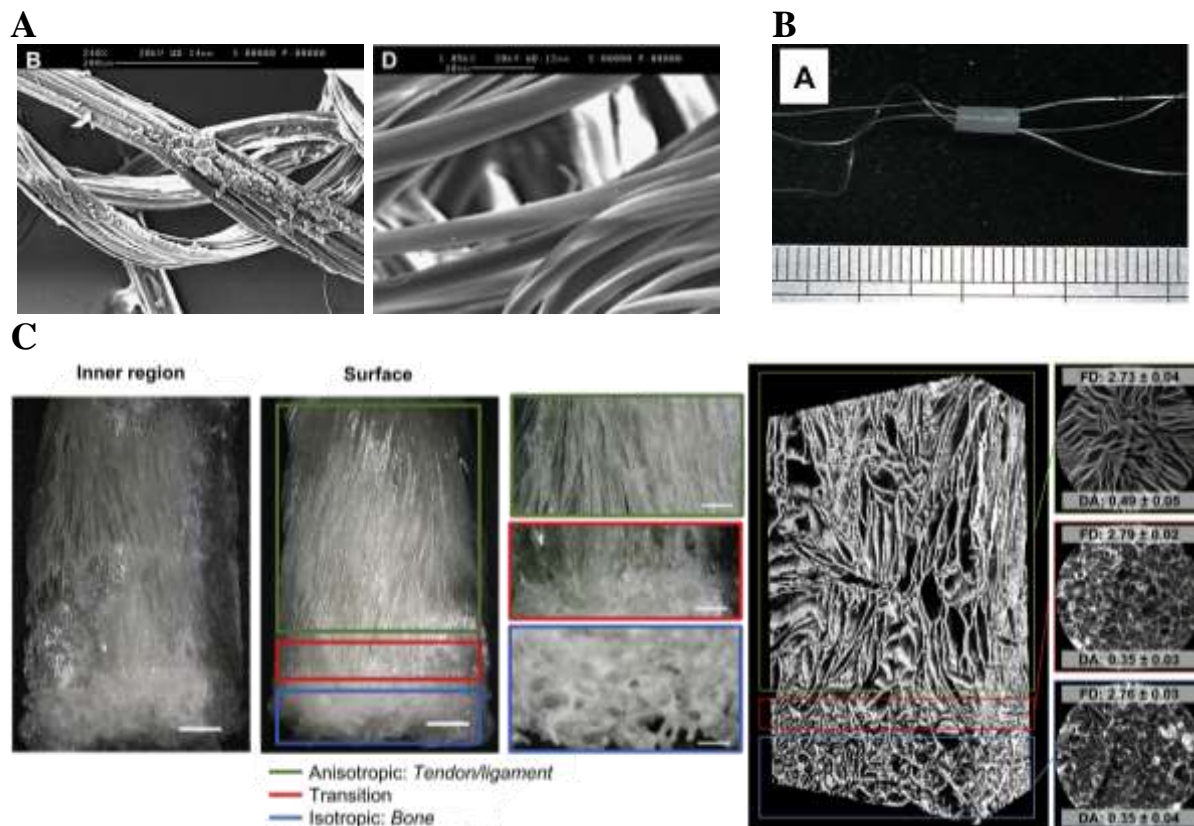 A
B
B
D
A
C
Inner region
Surface
Anisotropic: Tendon/ligament
Transition
Isotropic: Bone
FD: 2.73 ± 0.04
DA: 0.49 ± 0.05
FD: 2.79 ± 0.02
DA: 0.35 ± 0.03
FD: 2.76 ± 0.03
DA: 0.35 ± 0.04